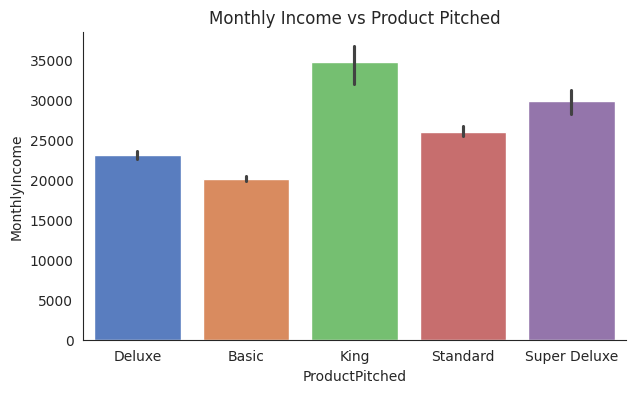 Monthly Income vs Product Pitched
MonthlyIncome
35000
30000
25000
20000
15000
10000
5000
0
Deluxe
Basic
King
Standard
Super Deluxe
ProductPitched